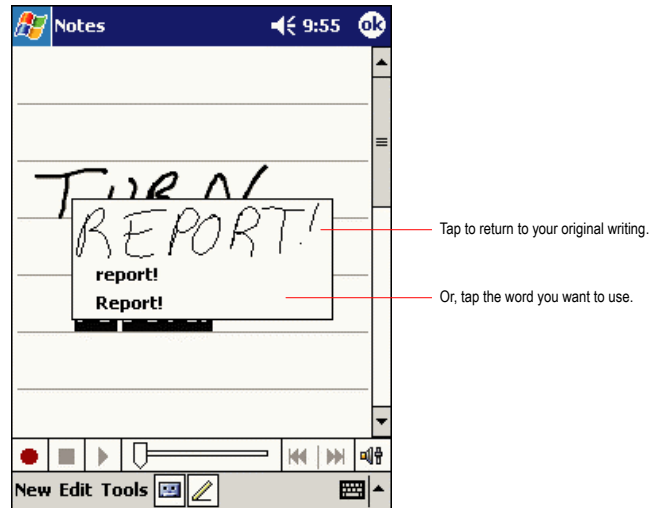 Notes 9:55 ok
TURN
REPORT!
Tap to return to your original writing.
report!
Or, tap the word you want to use.
Report!
New Edit Tools